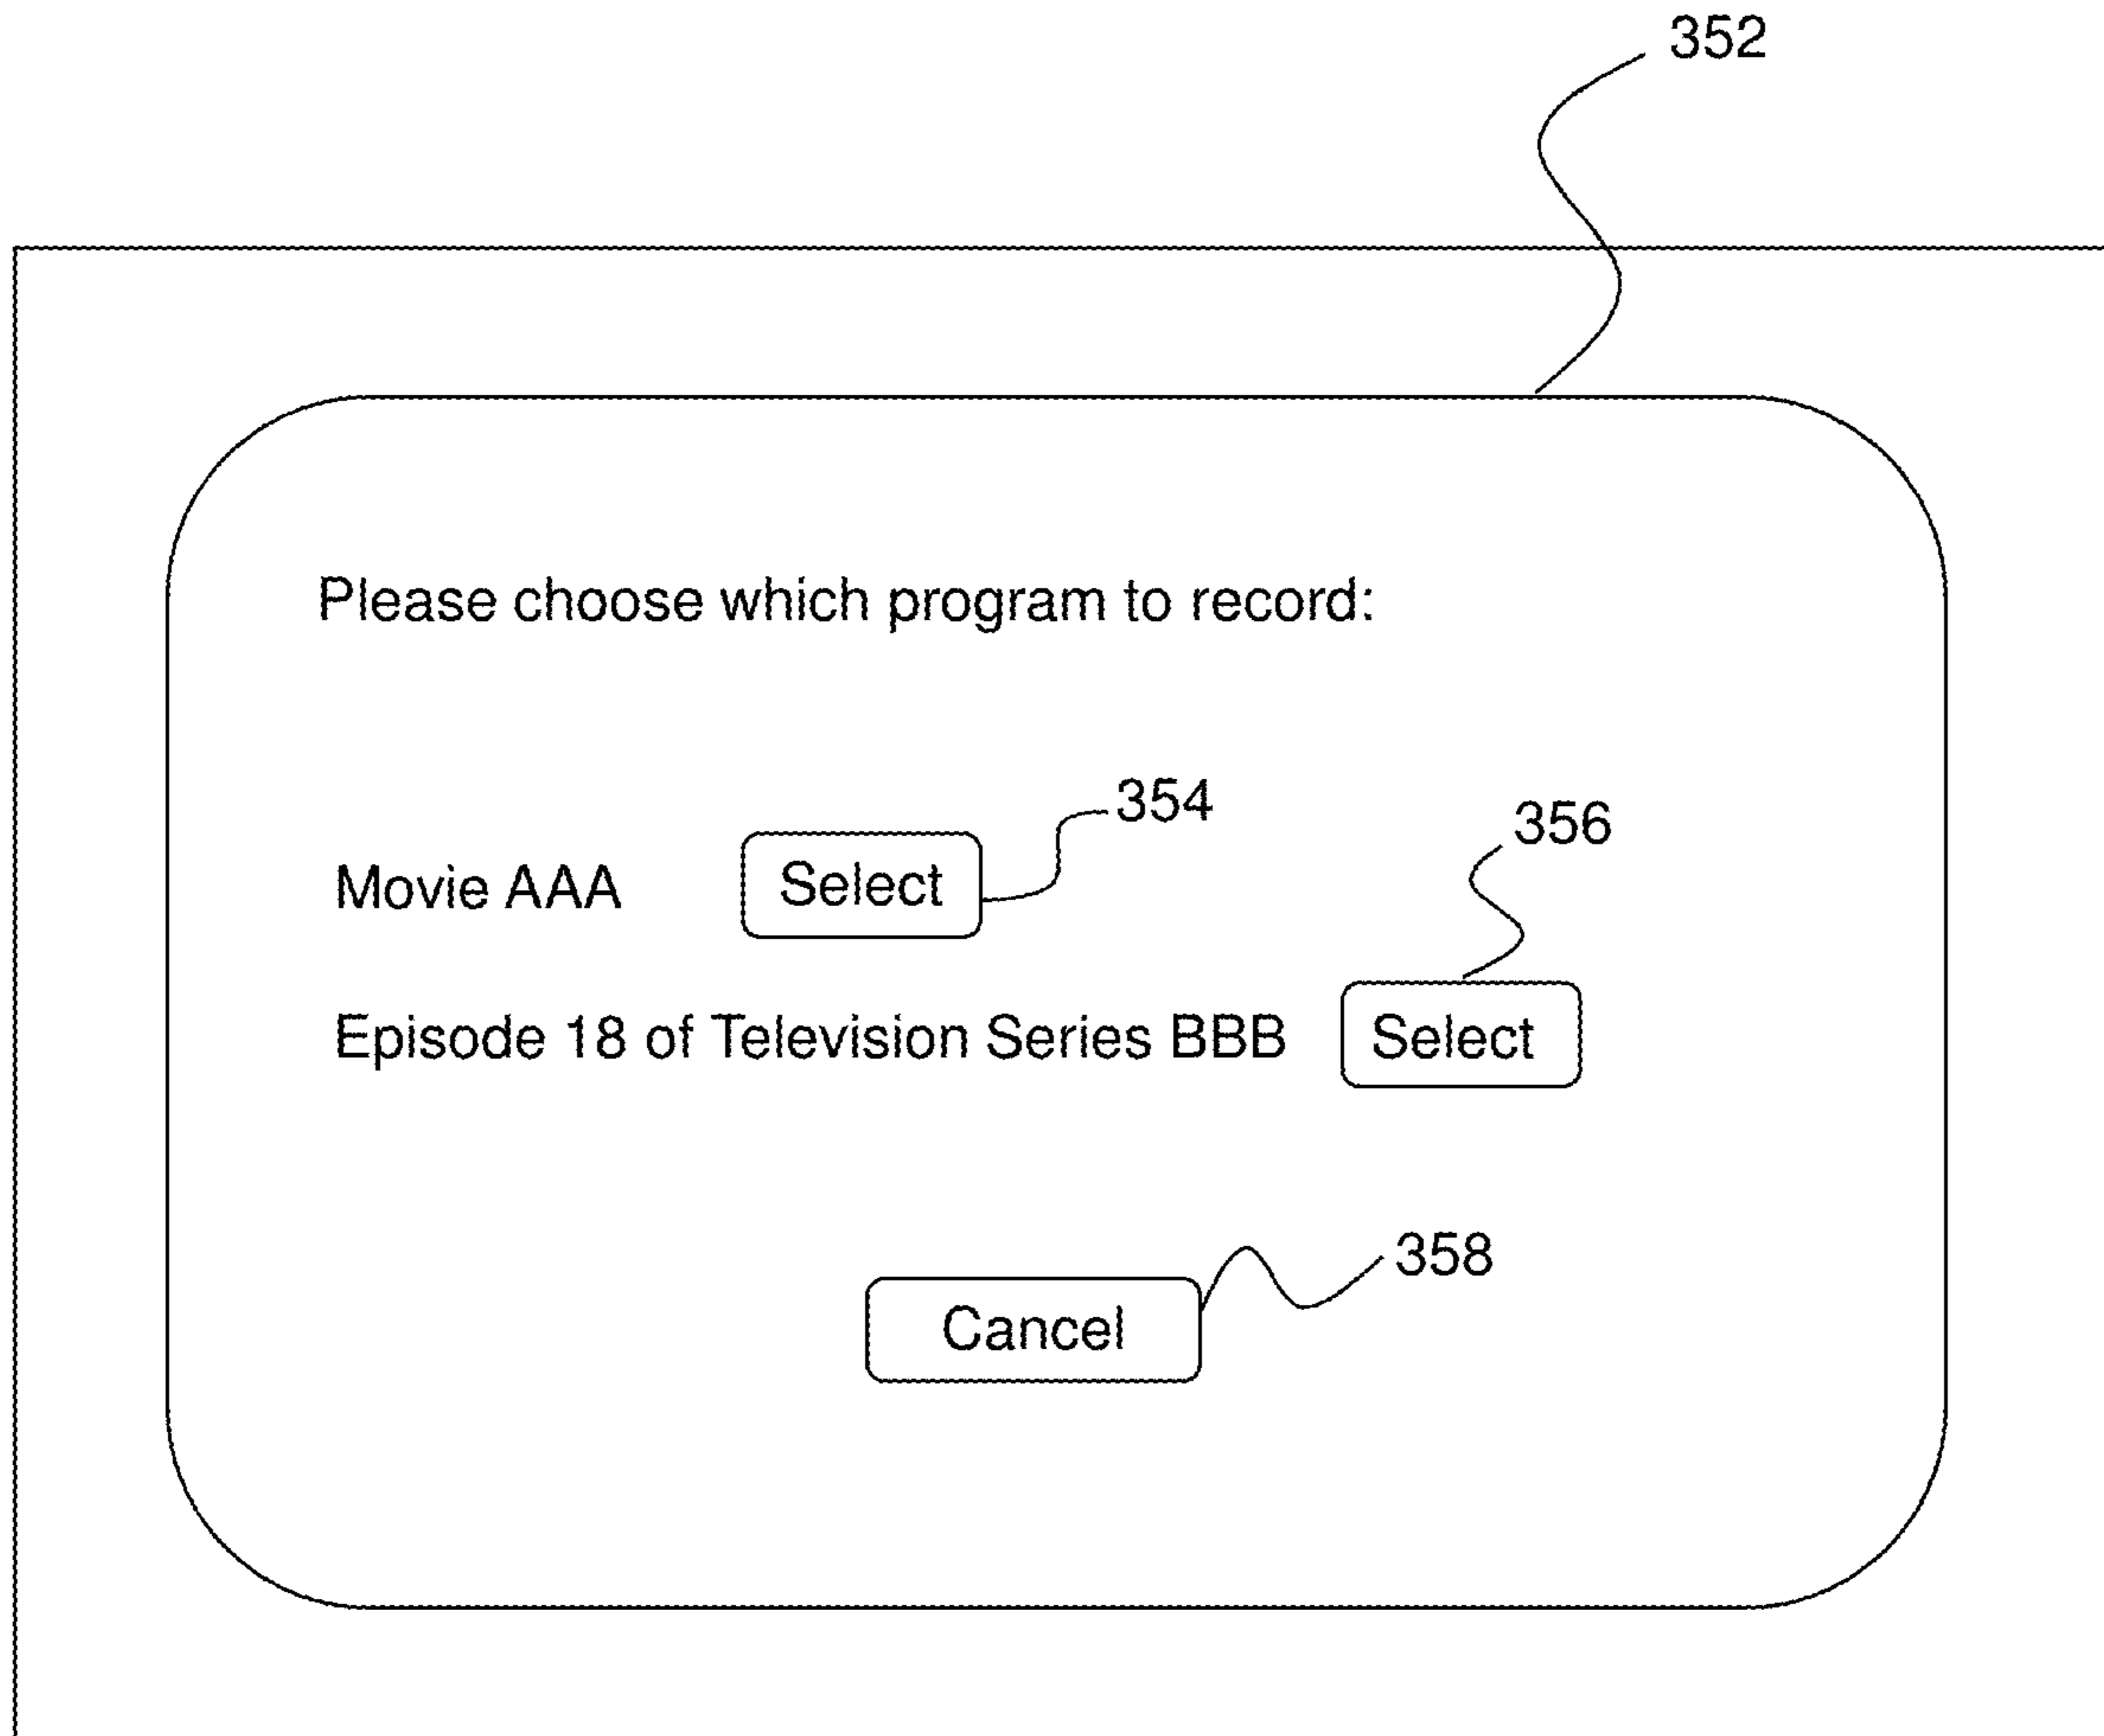 352
Please choose which program to record:
354
356
Movie AAA Select
Episode 18 of Television Series BBB Select
358
Cancel